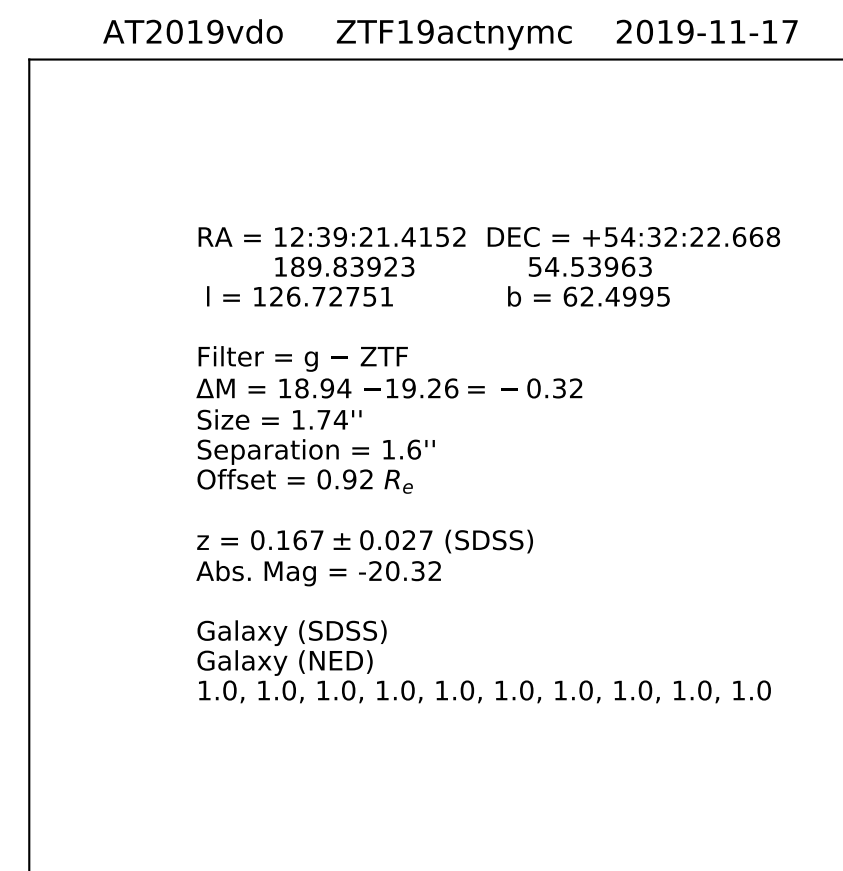 AT2019vdo ZTF19actnymc 2019-11-17
RA = 12:39:21.4152 DEC = +54:32:22.668
189.83923 54.53963
l = 126.72751 b = 62.4995
Filter = g − ZTF
ΔM = 18.94 −19.26 = − 0.32
Size = 1.74''
Separation = 1.6''
Offset = 0.92 Rₑ
z = 0.167 ± 0.027 (SDSS)
Abs. Mag = -20.32
Galaxy (SDSS)
Galaxy (NED)
1.0, 1.0, 1.0, 1.0, 1.0, 1.0, 1.0, 1.0, 1.0, 1.0